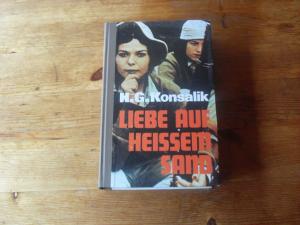 H.G.Konsalik
LIEBE AUF
HEISSEM
SAND